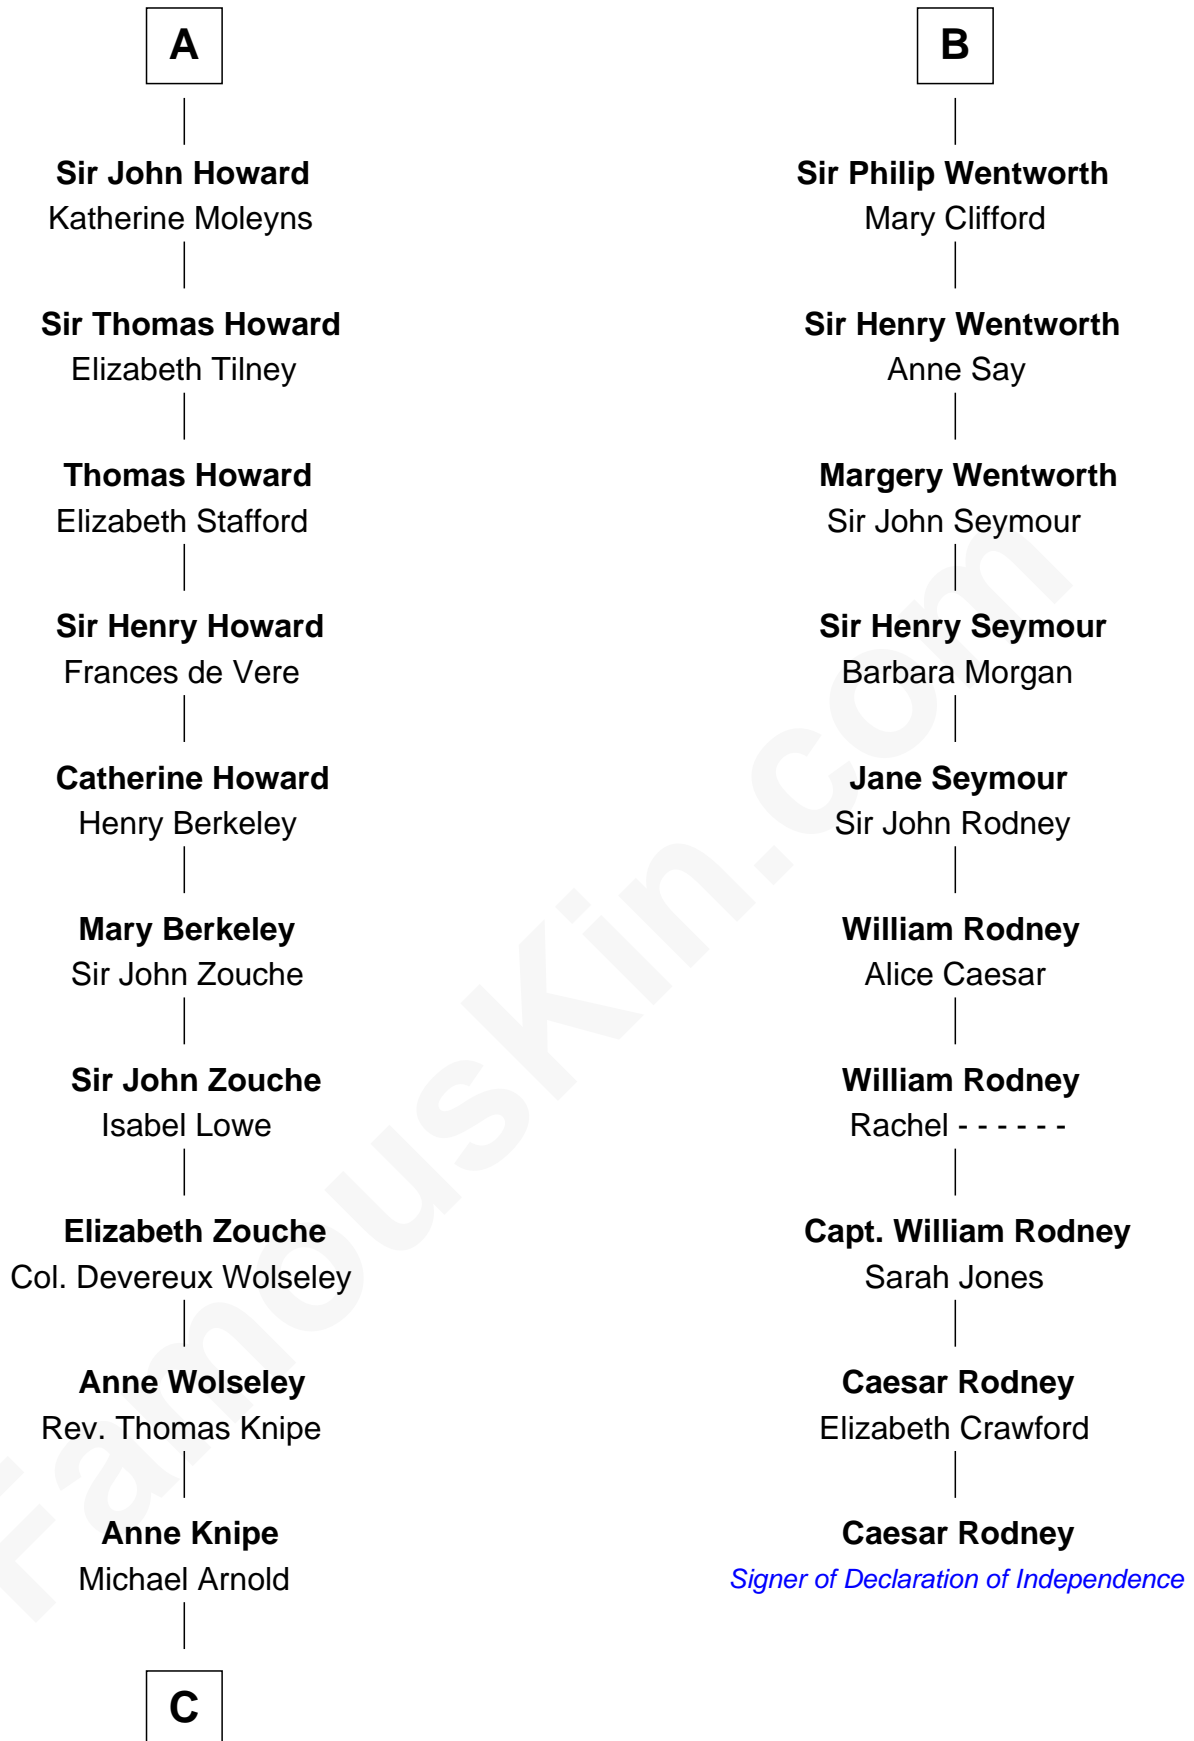 A
Sir John Howard
Katherine Moleyns
Sir Thomas Howard
Elizabeth Tilney
Thomas Howard
Elizabeth Stafford
Sir Henry Howard
Frances de Vere
Catherine Howard
Henry Berkeley
Mary Berkeley
Sir John Zouche
Sir John Zouche
Isabel Lowe
Elizabeth Zouche
Col. Devereux Wolseley
Anne Wolseley
Rev. Thomas Knipe
Anne Knipe
Michael Arnold
C
B
Sir Philip Wentworth
Mary Clifford
Sir Henry Wentworth
Anne Say
Margery Wentworth
Sir John Seymour
Sir Henry Seymour
Barbara Morgan
Jane Seymour
Sir John Rodney
William Rodney
Alice Caesar
William Rodney
Rachel - - - - - -
Capt. William Rodney
Sarah Jones
Caesar Rodney
Elizabeth Crawford
Caesar Rodney
Signer of Declaration of Independence
FamousKin.com